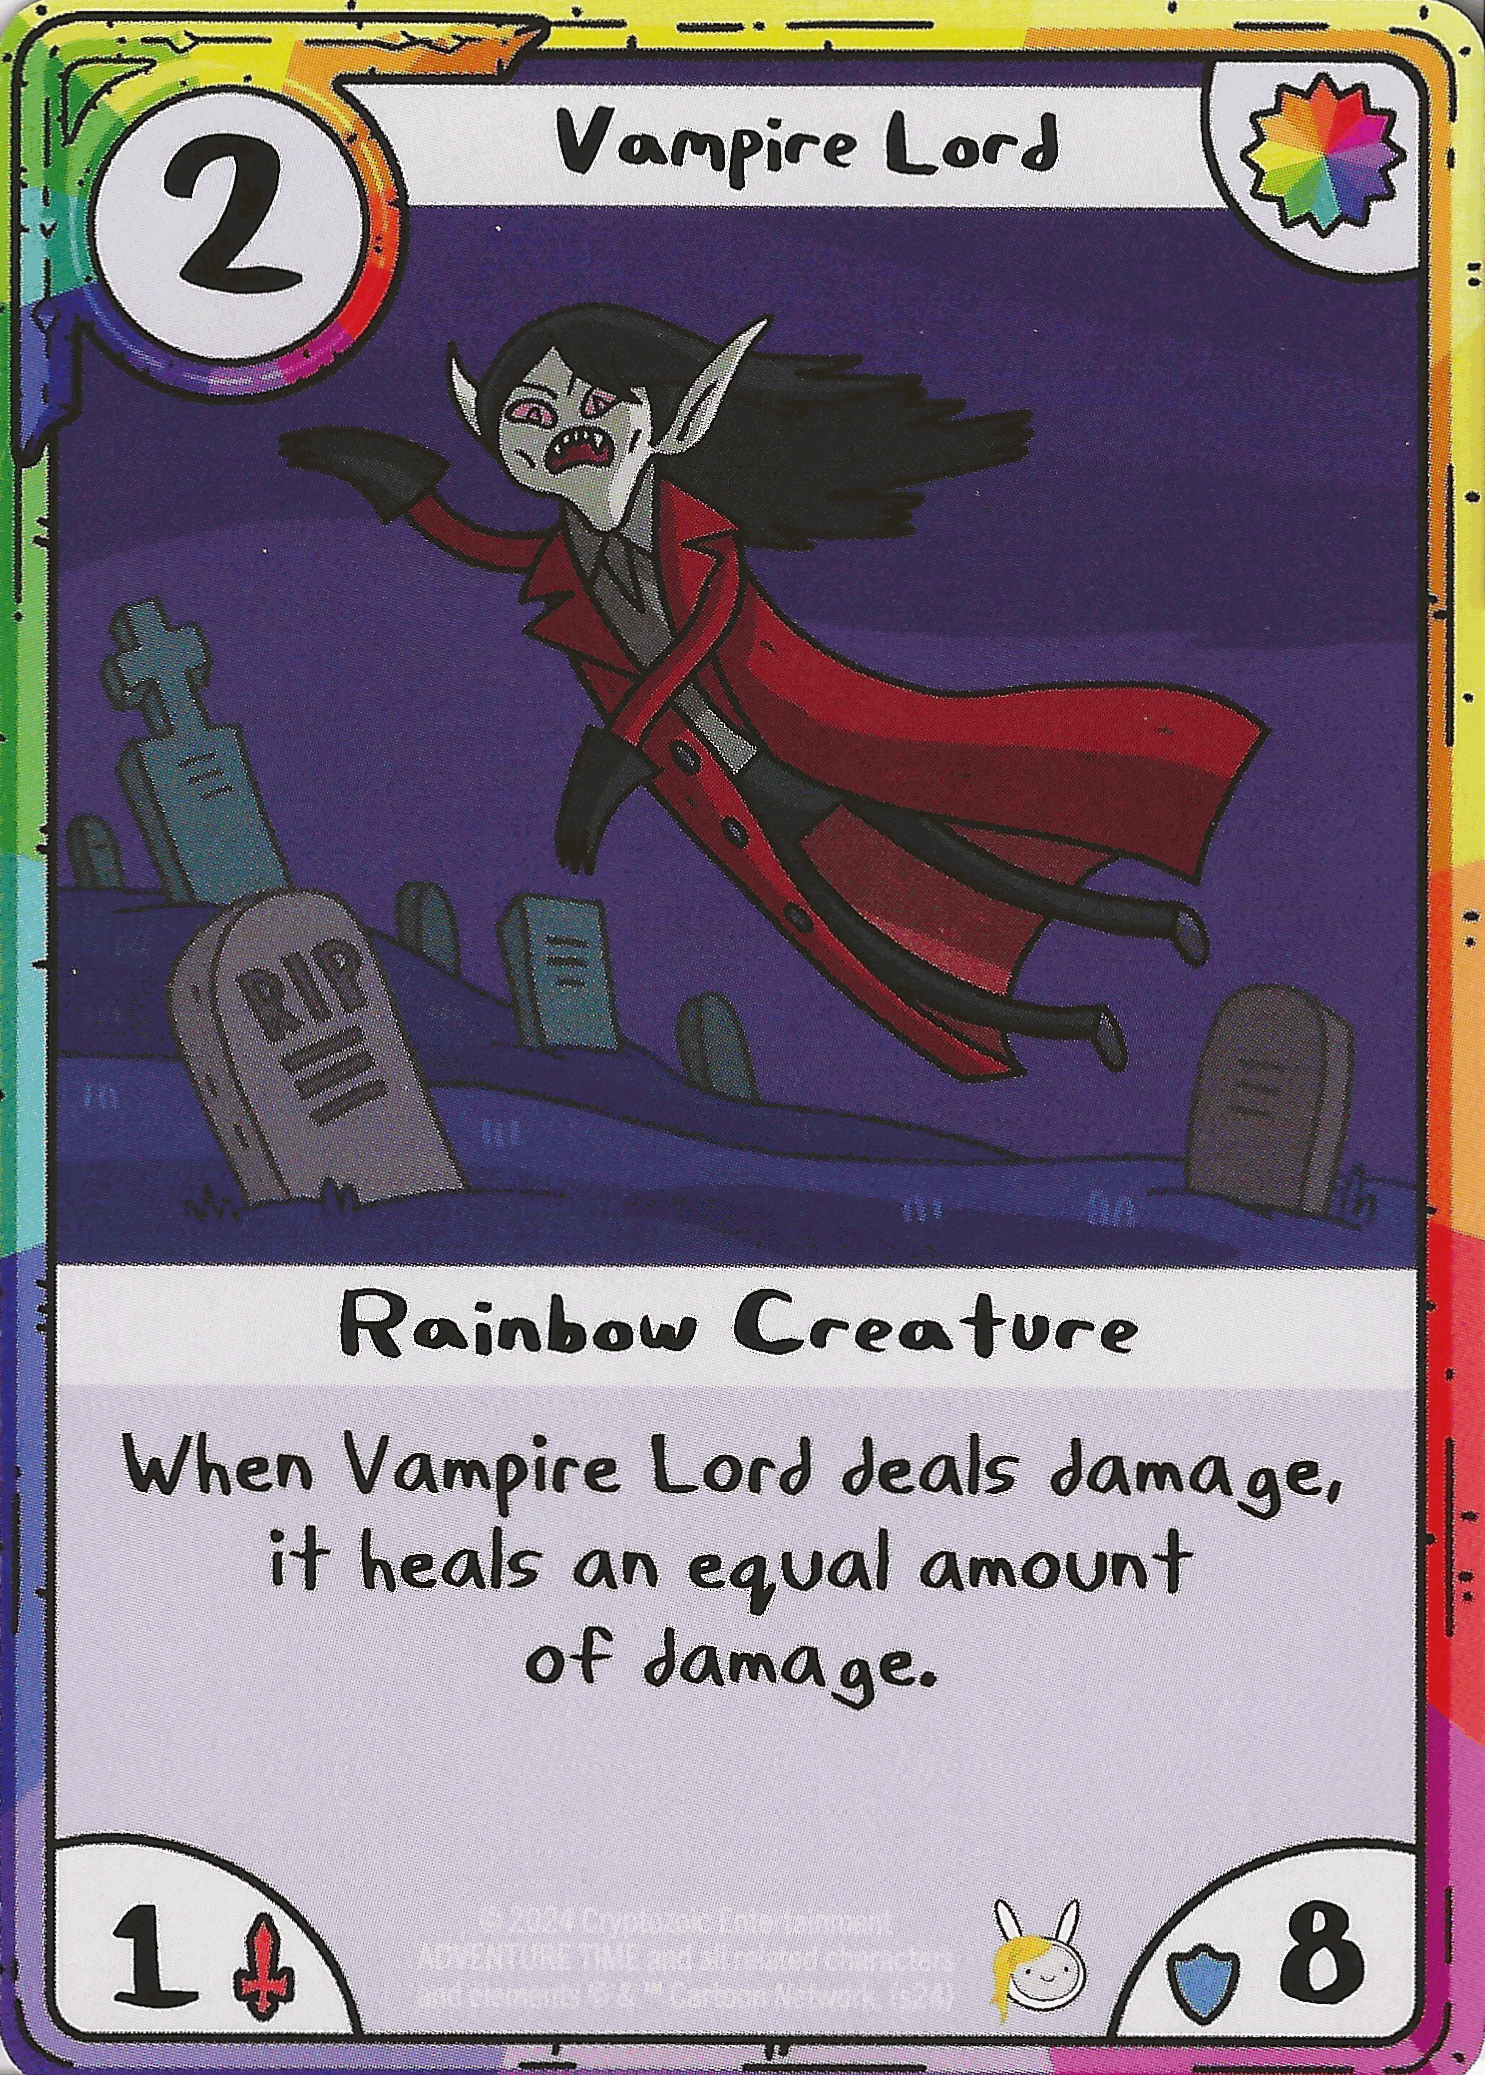 2
Vampire Lord
RIP
Rainbow Creature
When Vampire Lord deals damage,
it heals an equal amount
of damage.
© 2024 Cryptozoic Entertainment
ADVENTURE TIME and all related characters
and elements © & ™ Cartoon Network. (s24)
1
8